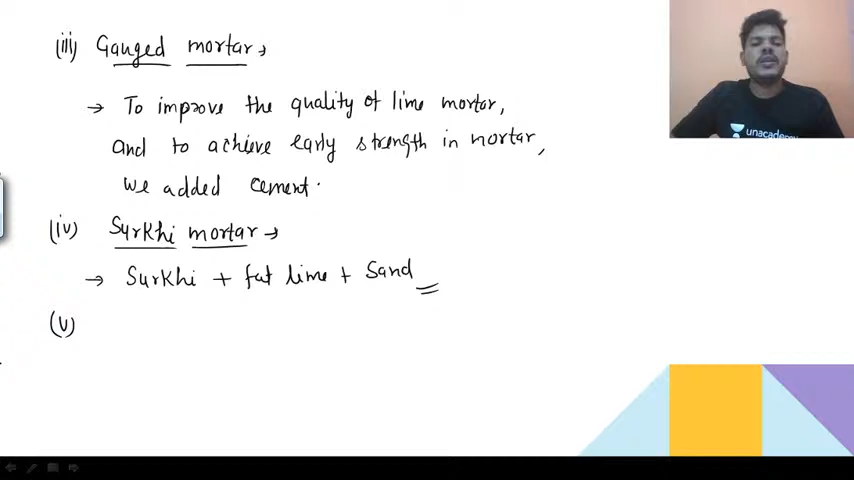 (iii) Gauged mortar →
→ To improve the quality of lime mortar,
and to achieve early strength in mortar,
we added cement.
(iv) Surkhi mortar →
→ Surkhi + fat lime + Sand
(v)
unacademy